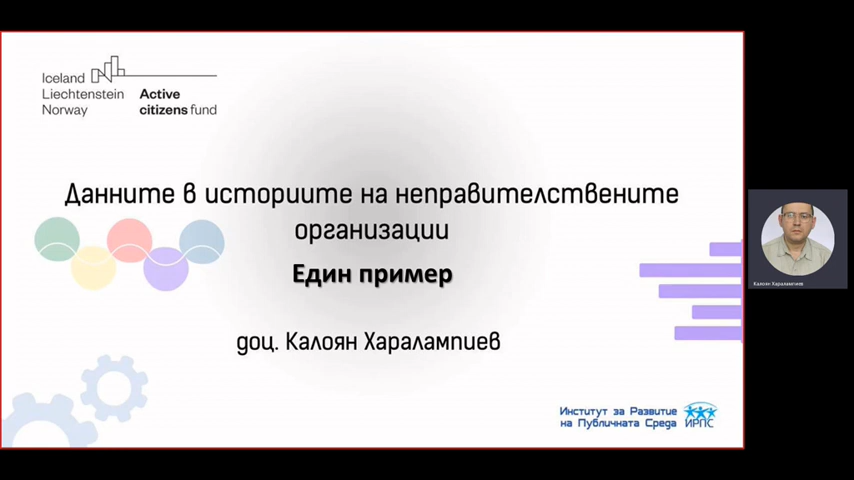 Iceland
Liechtenstein
Norway
Active
citizens fund
Данните в историите на неправителствените
организации
Един пример
доц. Калоян Харалампиев
Институт за Развитие
на Публичната Среда
ИРПС
Калоян Харалампиев